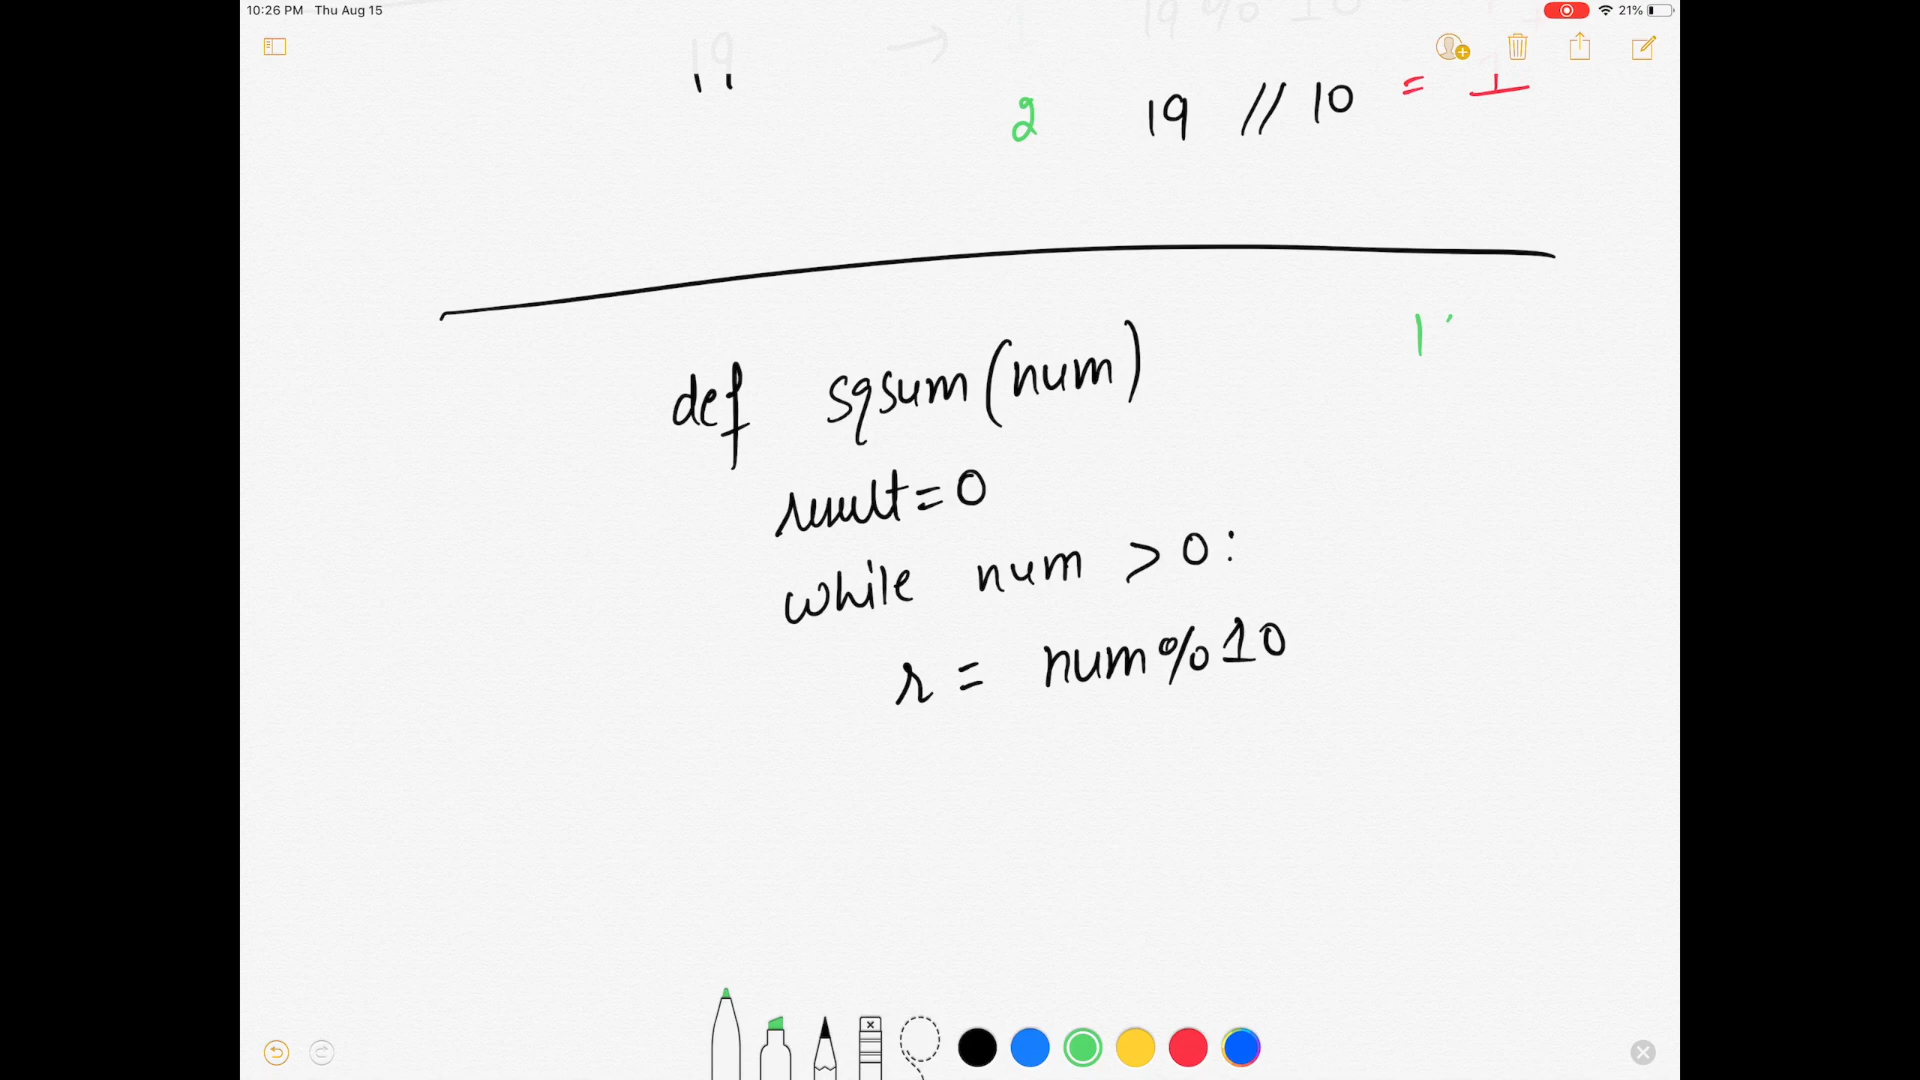 10:26 PM Thu Aug 15 21%
2 19 // 10 = 1
def sqsum(num)
result=0
while num > 0:
r = num%10